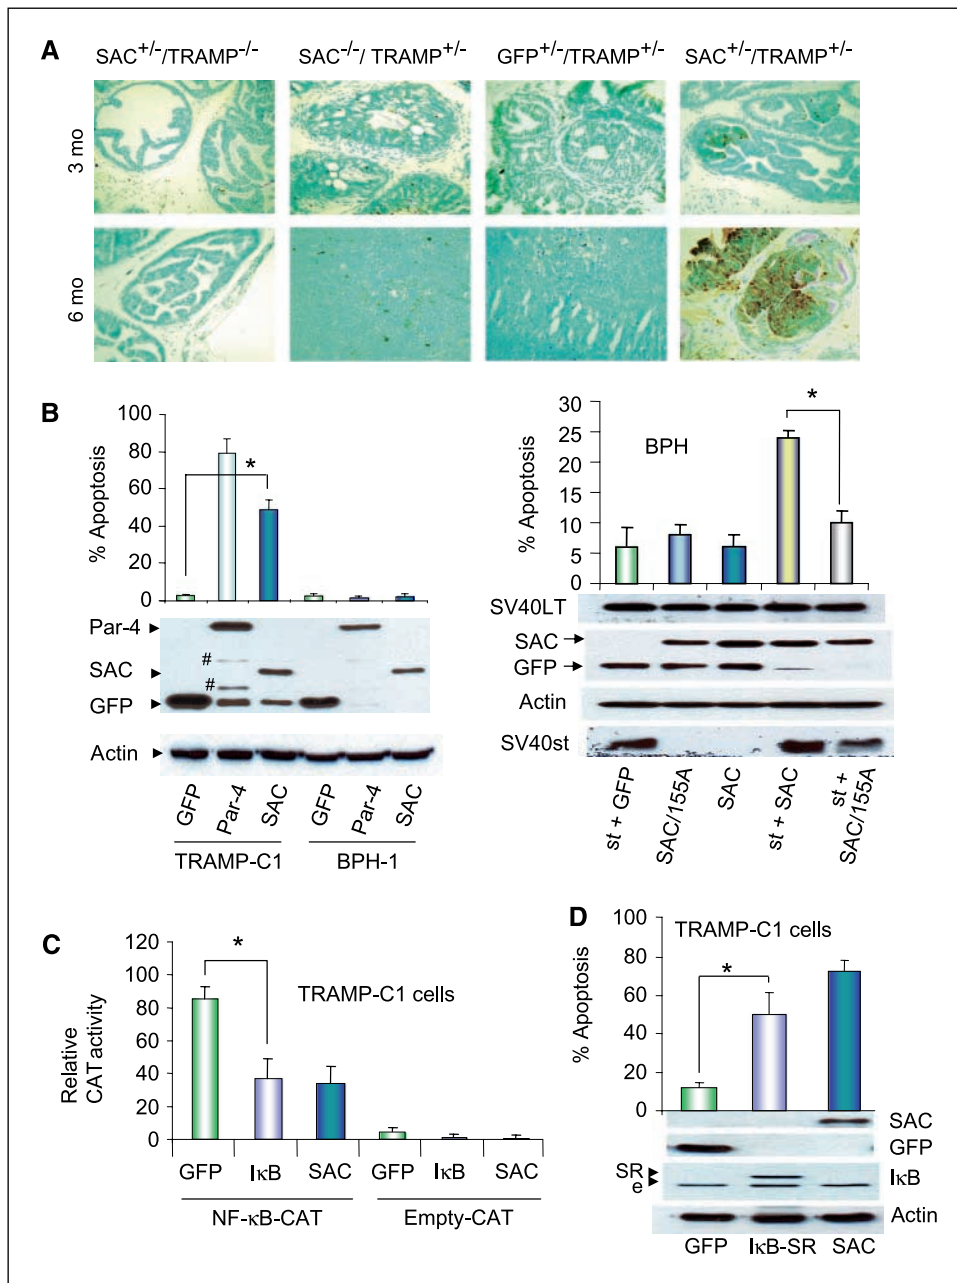 A
SAC+/-/TRAMP-/- SAC-/-/ TRAMP+/- GFP+/-/TRAMP+/- SAC+/-/TRAMP+/-
3 mo
6 mo
B
% Apoptosis
100
80
60
40
20
0
*
Par-4
SAC
GFP
#
#
Actin
GFP Par-4 SAC GFP Par-4 SAC
TRAMP-C1 BPH-1
% Apoptosis
30
25
20
15
10
5
0
BPH
*
SV40LT
SAC
GFP
Actin
SV40st
st + GFP SAC/155A SAC st + SAC st + SAC/155A
C
Relative CAT activity
120
100
80
60
40
20
0
*
TRAMP-C1 cells
GFP IκB SAC GFP IκB SAC
NF-κB-CAT Empty-CAT
D
% Apoptosis
100
80
60
40
20
0
TRAMP-C1 cells
*
SAC
GFP
SR
e
IκB
Actin
GFP IκB-SR SAC